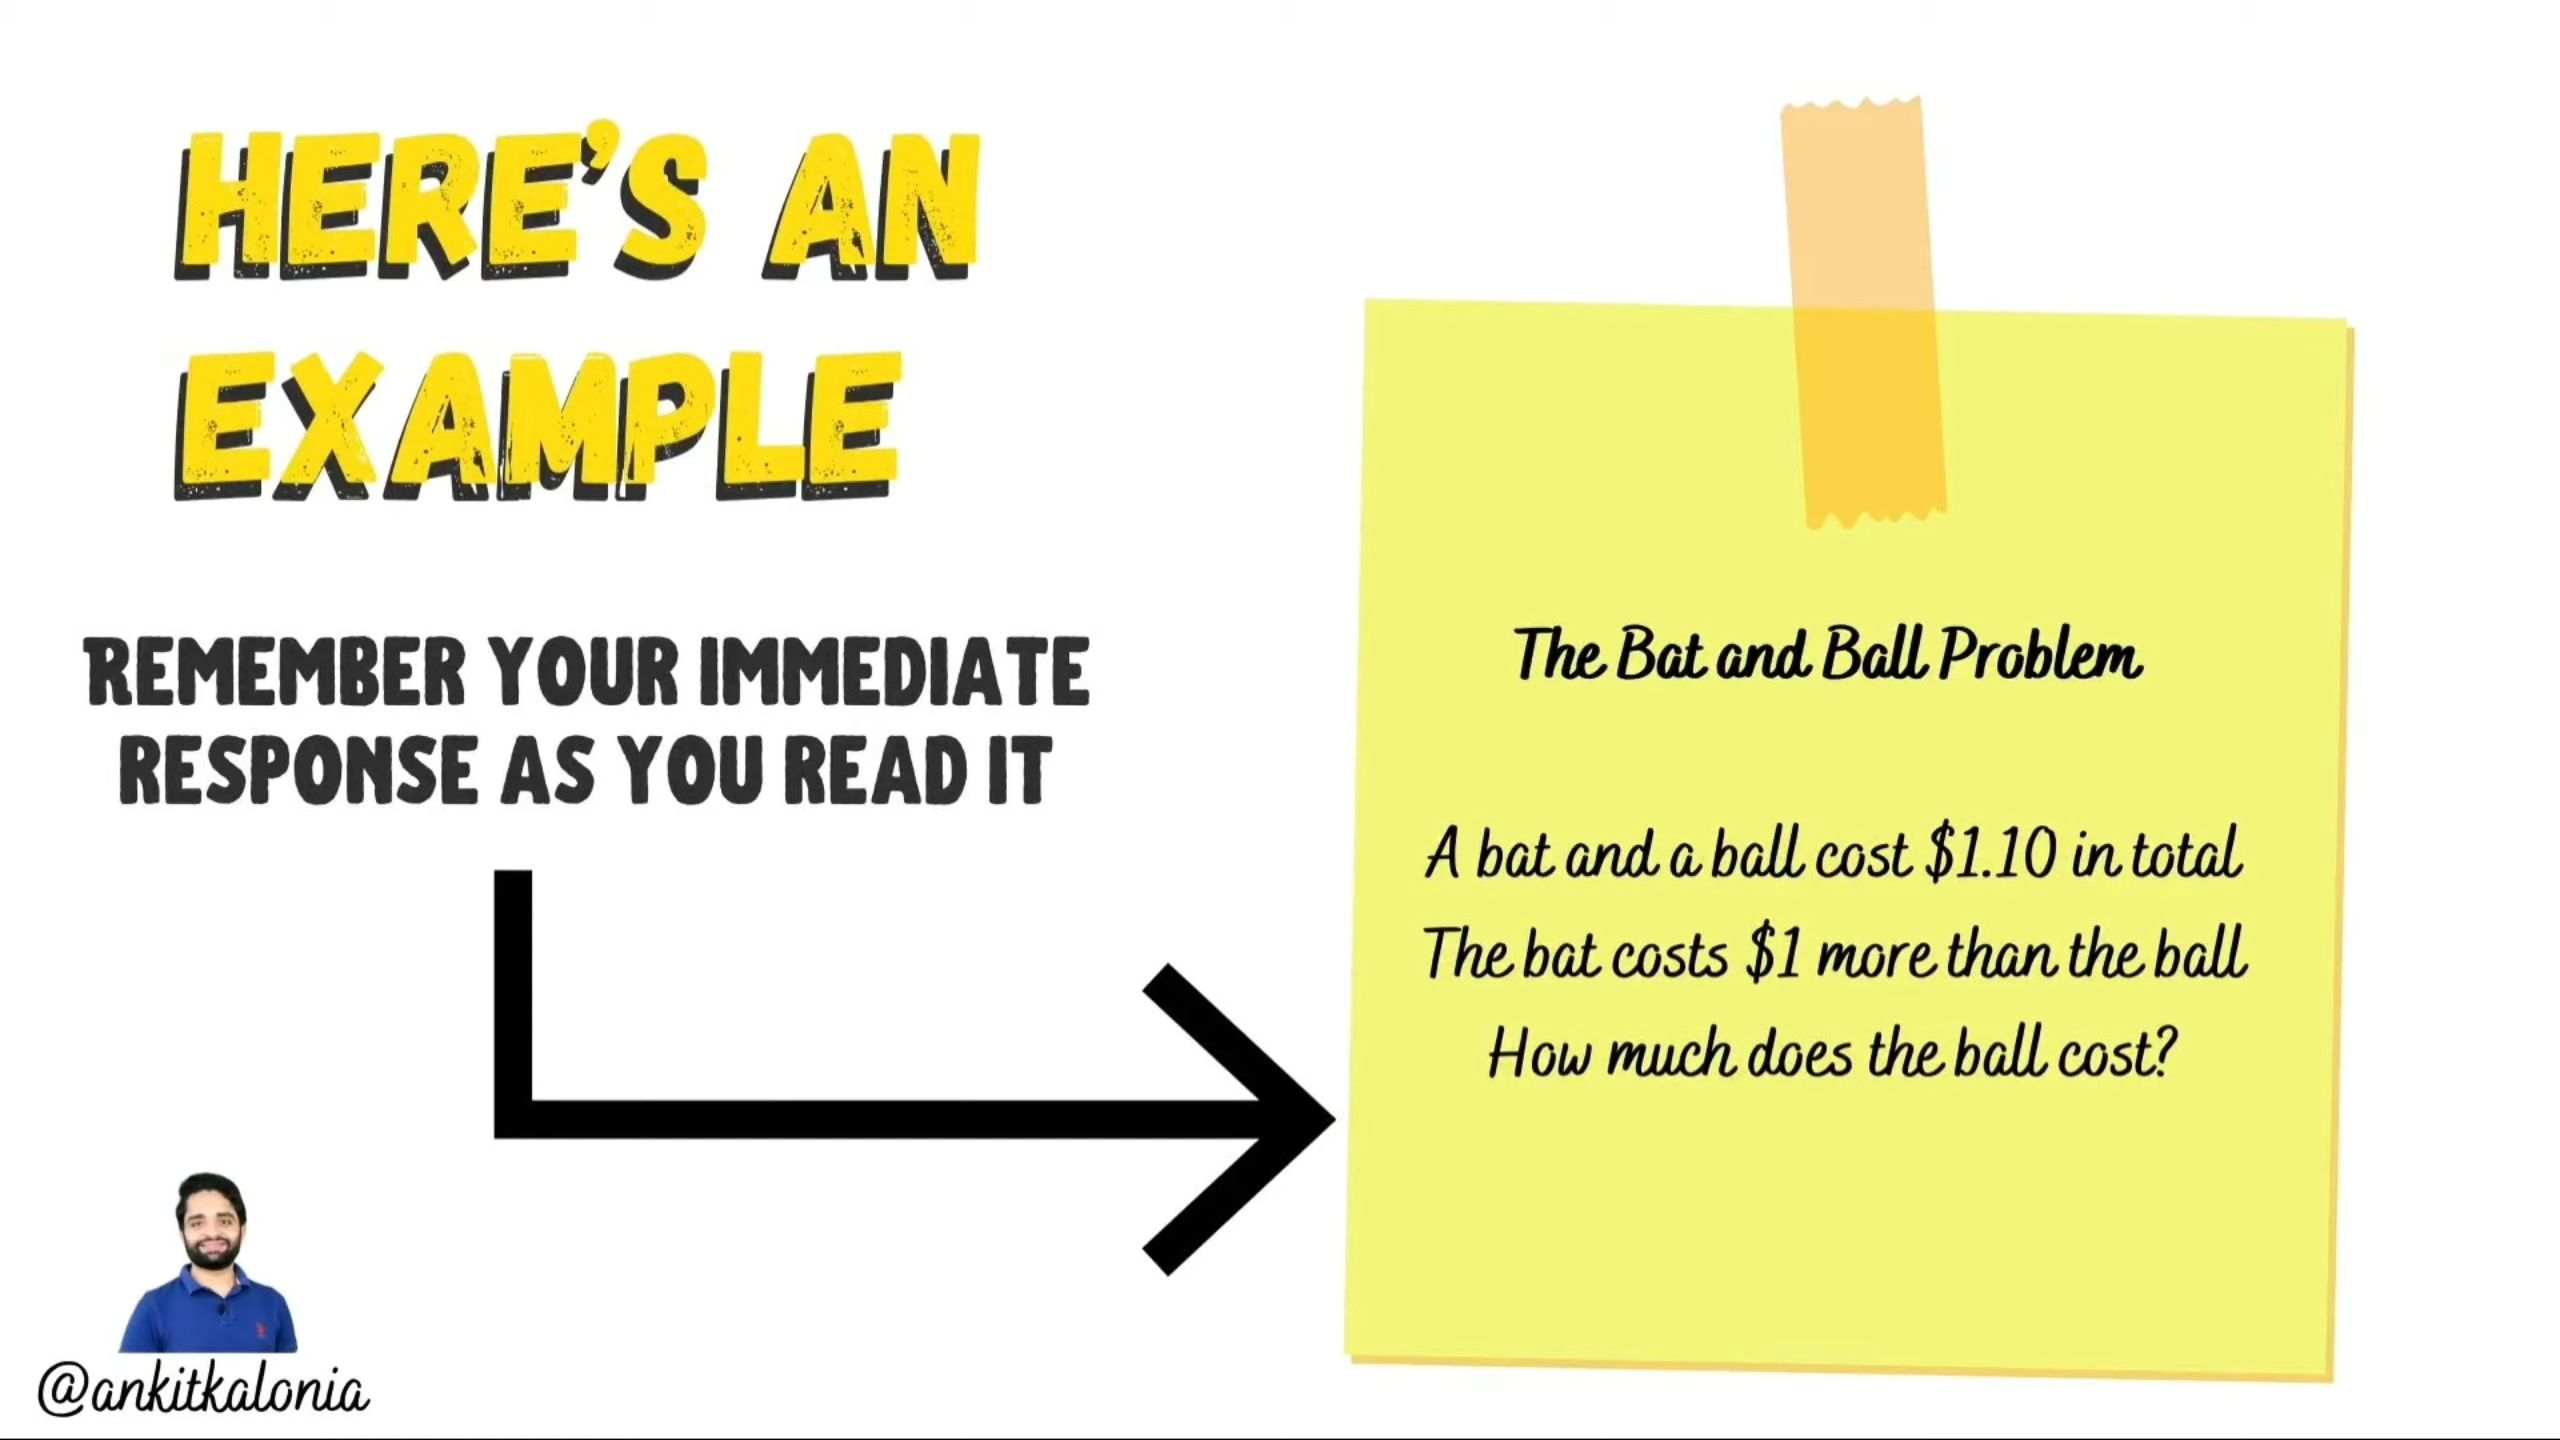 HERE'S AN
EXAMPLE
REMEMBER YOUR IMMEDIATE
RESPONSE AS YOU READ IT
The Bat and Ball Problem
A bat and a ball cost $1.10 in total
The bat costs $1 more than the ball
How much does the ball cost?
@ankitkalonia